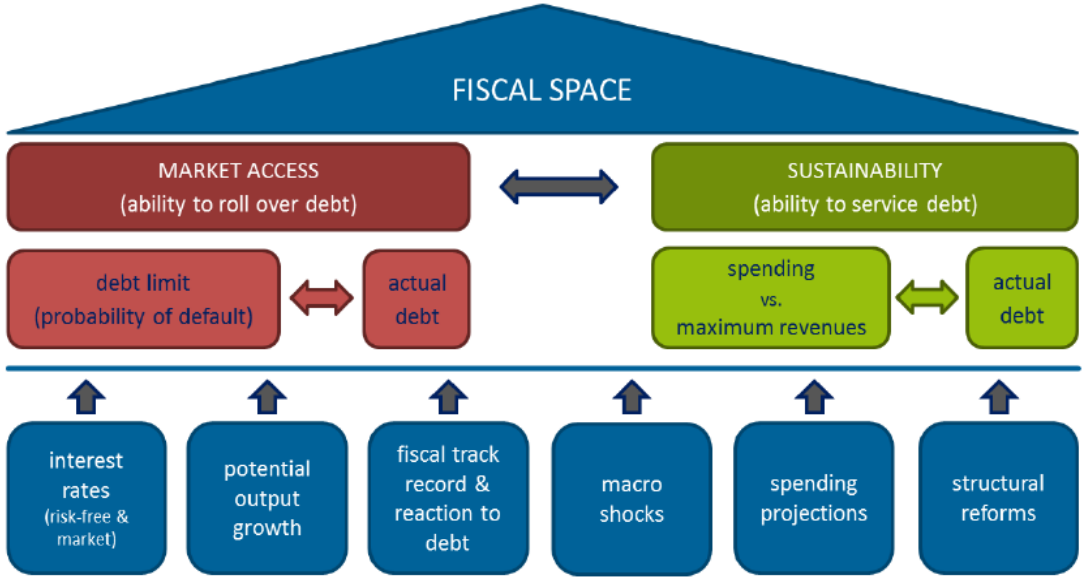 FISCAL SPACE
MARKET ACCESS
(ability to roll over debt)
SUSTAINABILITY
(ability to service debt)
debt limit
(probability of default)
actual
debt
spending
vs.
maximum revenues
actual
debt
interest
rates
(risk-free &
market)
potential
output
growth
fiscal track
record &
reaction to
debt
macro
shocks
spending
projections
structural
reforms